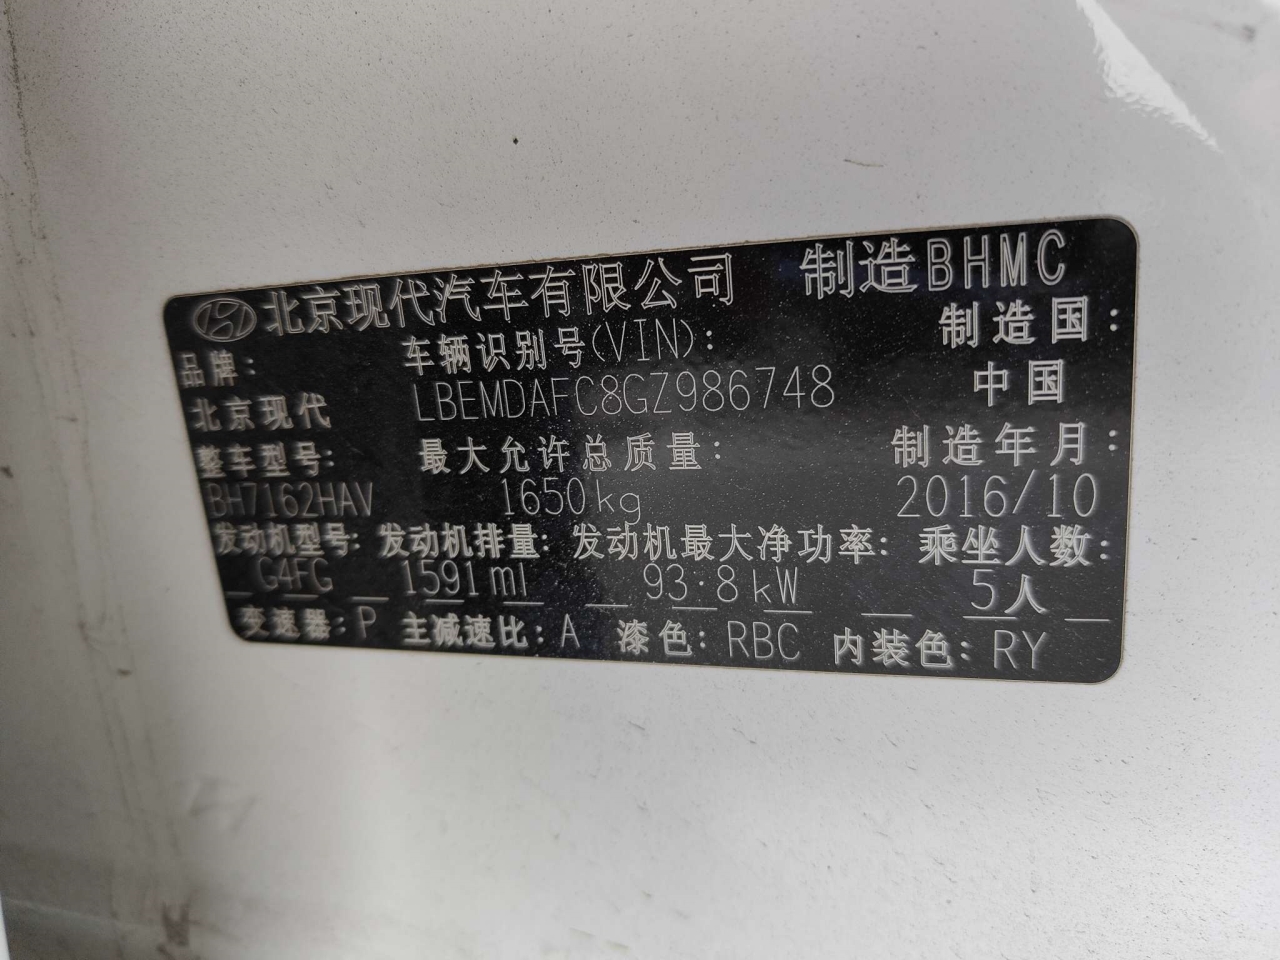 北京现代汽车有限公司 制造BHMC
品牌: 车辆识别号(VIN): 制造国:
北京现代 LBEMDAFC8GZ986748 中国
整车型号: 最大允许总质量: 制造年月:
BH7162HAV 1650kg 2016/10
发动机型号: 发动机排量: 发动机最大净功率: 乘坐人数:
G4FG 1591ml 93.8kW 5人
变速器:P 主减速比:A 漆色:RBC 内装色:RY